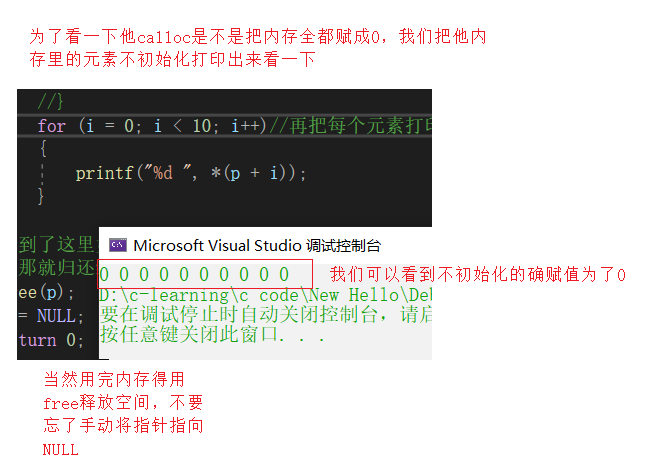 为了看一下他calloc是不是把内存全都赋成0，我们把他内
存里的元素不初始化打印出来看一下
//}
for (i = 0; i < 10; i++)//再把每个元素打印
{
printf("%d ", *(p + i));
}
到了这里
那就归还
ee(p);
= NULL;
turn 0;
Microsoft Visual Studio 调试控制台
0 0 0 0 0 0 0 0 0 0
D:\c-learning\c code\New Hello\Deb
要在调试停止时自动关闭控制台，请启
按任意键关闭此窗口. . .
我们可以看到不初始化的确赋值为了0
当然用完内存得用
free释放空间，不要
忘了手动将指针指向
NULL